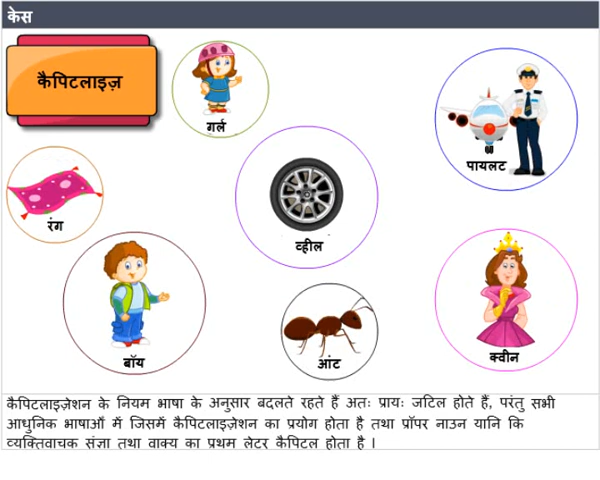 केस
कैपिटलाइज़
गर्ल
पायलट
रंग
व्हील
बॉय
आंट
क्वीन
कैपिटलाइज़ेशन के नियम भाषा के अनुसार बदलते रहते हैं अतः प्रायः जटिल होते हैं, परंतु सभी
आधुनिक भाषाओं में जिसमें कैपिटलाइज़ेशन का प्रयोग होता है तथा प्रॉपर नाउन यानि कि
व्यक्तिवाचक संज्ञा तथा वाक्य का प्रथम लेटर कैपिटल होता है ।